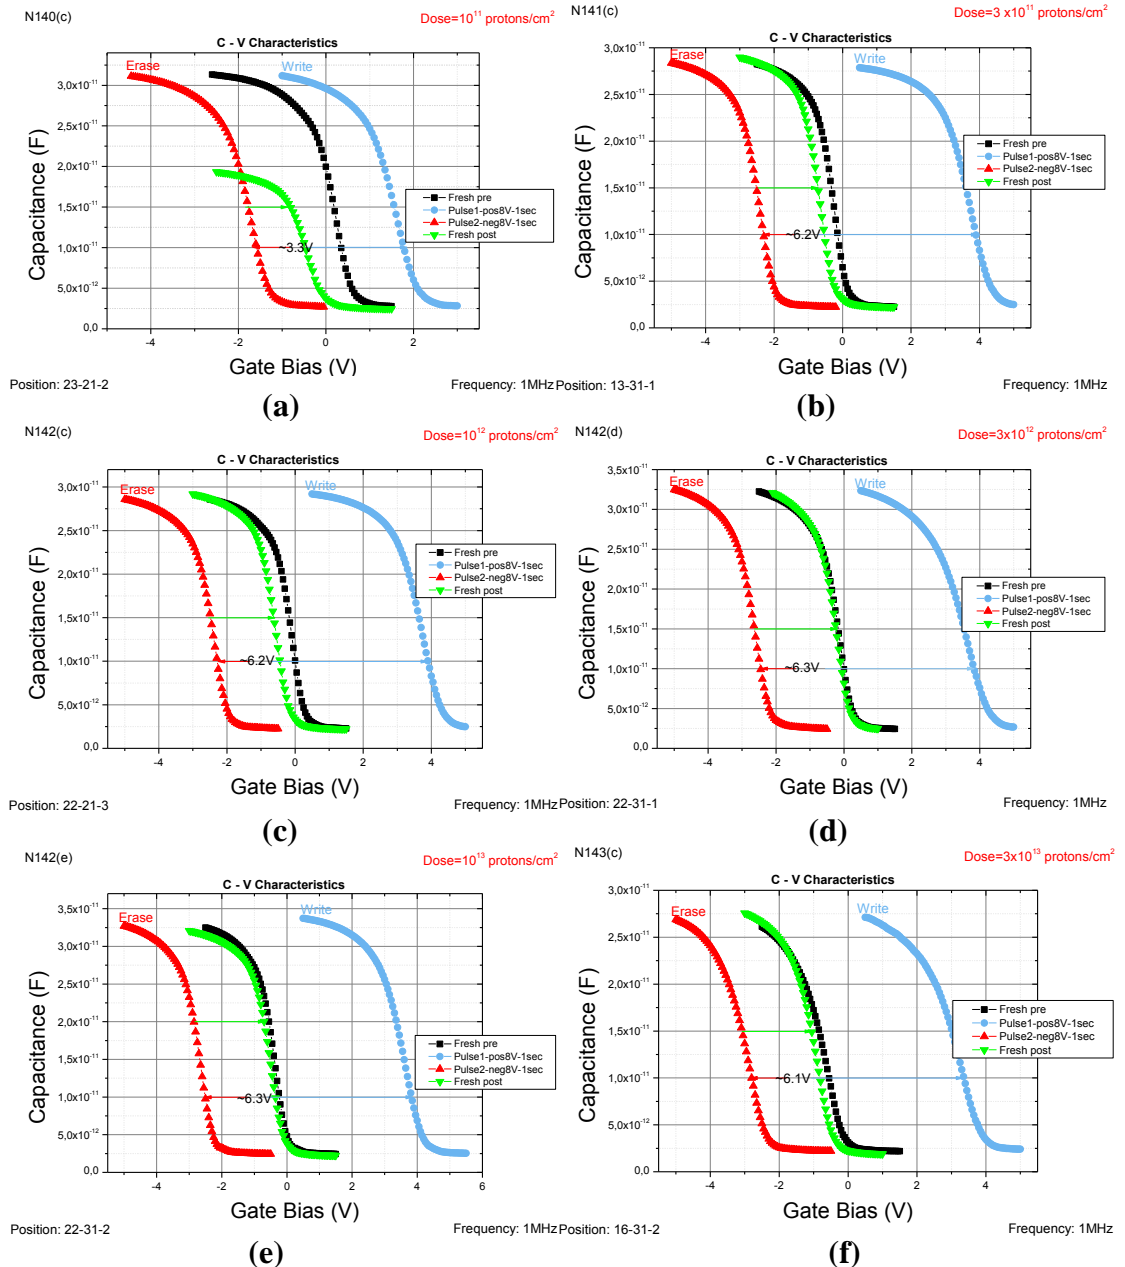 N140(c)
Dose=10¹¹ protons/cm²
C - V Characteristics
Erase
Write
3,0x10⁻¹¹
2,5x10⁻¹¹
2,0x10⁻¹¹
1,5x10⁻¹¹
1,0x10⁻¹¹
5,0x10⁻¹²
0,0
Capacitance (F)
Fresh pre
Pulse1-pos8V-1sec
Pulse2-neg8V-1sec
Fresh post
~3.3V
-4 -2 0 2
Gate Bias (V)
Position: 23-21-2
Frequency: 1MHz
(a)
N141(c)
Dose=3 x10¹¹ protons/cm²
C - V Characteristics
Erase
Write
3,0x10⁻¹¹
2,5x10⁻¹¹
2,0x10⁻¹¹
1,5x10⁻¹¹
1,0x10⁻¹¹
5,0x10⁻¹²
0,0
Capacitance (F)
Fresh pre
Pulse1-pos8V-1sec
Pulse2-neg8V-1sec
Fresh post
~6.2V
-4 -2 0 2 4
Gate Bias (V)
Position: 13-31-1
Frequency: 1MHz
(b)
N142(c)
Dose=10¹² protons/cm²
C - V Characteristics
Erase
Write
3,0x10⁻¹¹
2,5x10⁻¹¹
2,0x10⁻¹¹
1,5x10⁻¹¹
1,0x10⁻¹¹
5,0x10⁻¹²
0,0
Capacitance (F)
Fresh pre
Pulse1-pos8V-1sec
Pulse2-neg8V-1sec
Fresh post
~6.2V
-4 -2 0 2 4
Gate Bias (V)
Position: 22-21-3
Frequency: 1MHz
(c)
N142(d)
Dose=3x10¹² protons/cm²
C - V Characteristics
Erase
Write
3,5x10⁻¹¹
3,0x10⁻¹¹
2,5x10⁻¹¹
2,0x10⁻¹¹
1,5x10⁻¹¹
1,0x10⁻¹¹
5,0x10⁻¹²
0,0
Capacitance (F)
Fresh pre
Pulse1-pos8V-1sec
Pulse2-neg8V-1sec
Fresh post
~6.3V
-4 -2 0 2 4
Gate Bias (V)
Position: 22-31-1
Frequency: 1MHz
(d)
N142(e)
Dose=10¹³ protons/cm²
C - V Characteristics
Erase
Write
3,5x10⁻¹¹
3,0x10⁻¹¹
2,5x10⁻¹¹
2,0x10⁻¹¹
1,5x10⁻¹¹
1,0x10⁻¹¹
5,0x10⁻¹²
0,0
Capacitance (F)
Fresh pre
Pulse1-pos8V-1sec
Pulse2-neg8V-1sec
Fresh post
~6.3V
-4 -2 0 2 4 6
Gate Bias (V)
Position: 22-31-2
Frequency: 1MHz
(e)
N143(c)
Dose=3x10¹³ protons/cm²
C - V Characteristics
Erase
Write
3,0x10⁻¹¹
2,5x10⁻¹¹
2,0x10⁻¹¹
1,5x10⁻¹¹
1,0x10⁻¹¹
5,0x10⁻¹²
0,0
Capacitance (F)
Fresh pre
Pulse1-pos8V-1sec
Pulse2-neg8V-1sec
Fresh post
~6.1V
-4 -2 0 2 4
Gate Bias (V)
Position: 16-31-2
Frequency: 1MHz
(f)